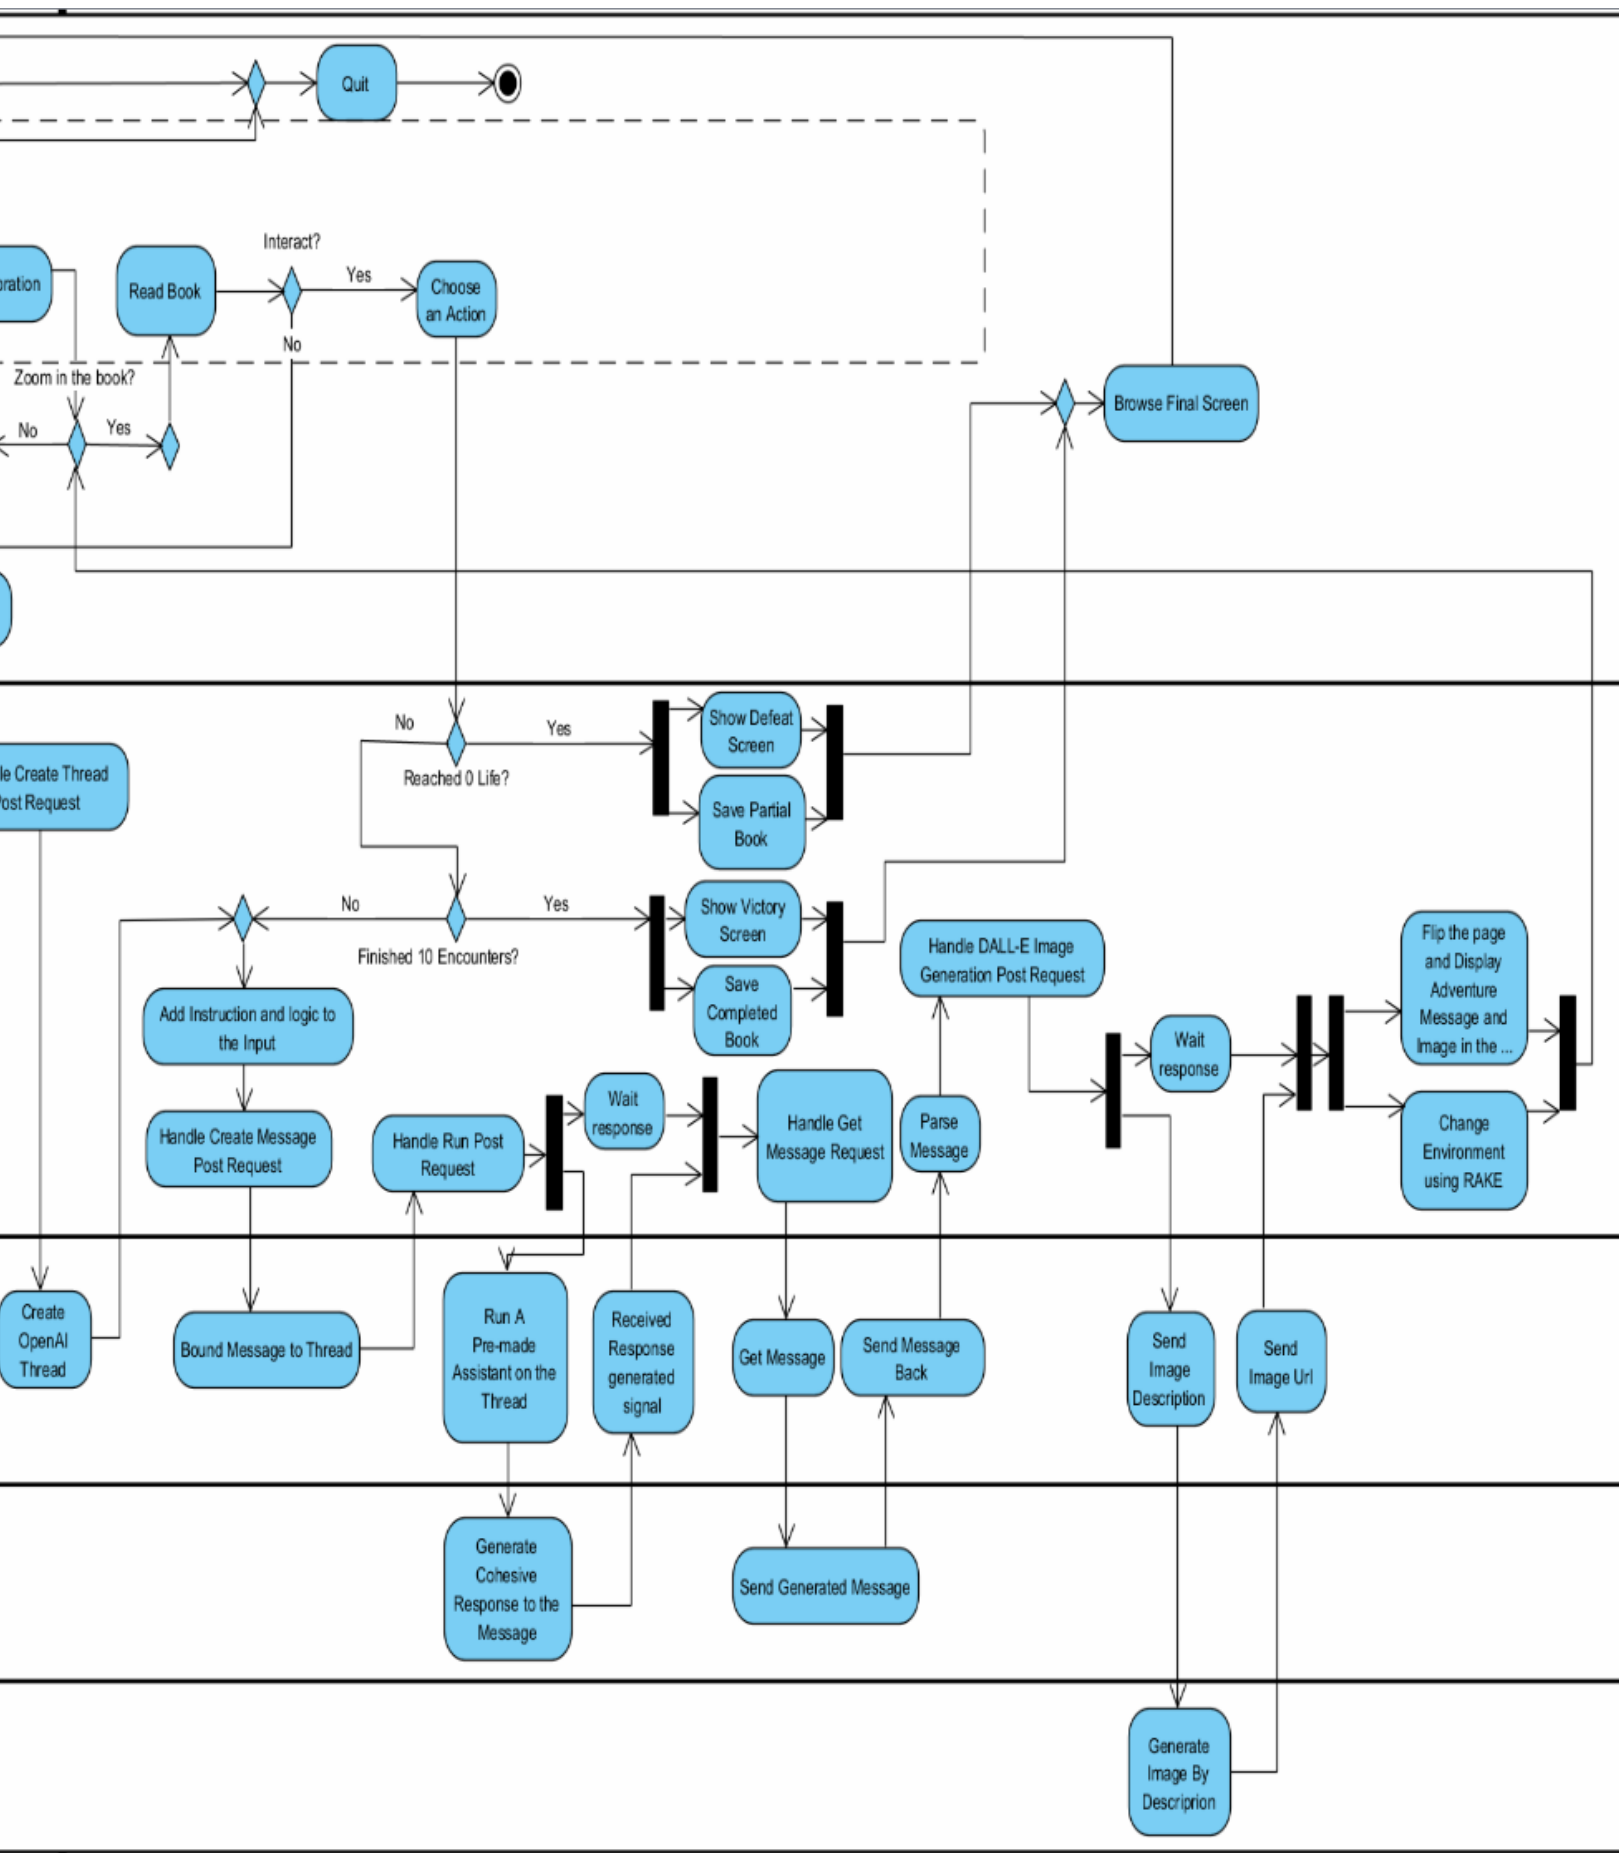 Quit
Interact?
Yes
Read Book
Choose
an Action
No
Zoom in the book?
No
Yes
Browse Final Screen
No
Yes
Reached 0 Life?
Show Defeat
Screen
Save Partial
Book
le Create Thread
ost Request
No
Yes
Finished 10 Encounters?
Show Victory
Screen
Save
Completed
Book
Handle DALL-E Image
Generation Post Request
Flip the page
and Display
Adventure
Message and
Image in the ...
Add Instruction and logic to
the Input
Wait
response
Handle Create Message
Post Request
Handle Run Post
Request
Wait
response
Handle Get
Message Request
Parse
Message
Change
Environment
using RAKE
Create
OpenAI
Thread
Bound Message to Thread
Run A
Pre-made
Assistant on the
Thread
Received
Response
generated
signal
Get Message
Send Message
Back
Send
Image
Description
Send
Image Url
Generate
Cohesive
Response to the
Message
Send Generated Message
Generate
Image By
Descriprion